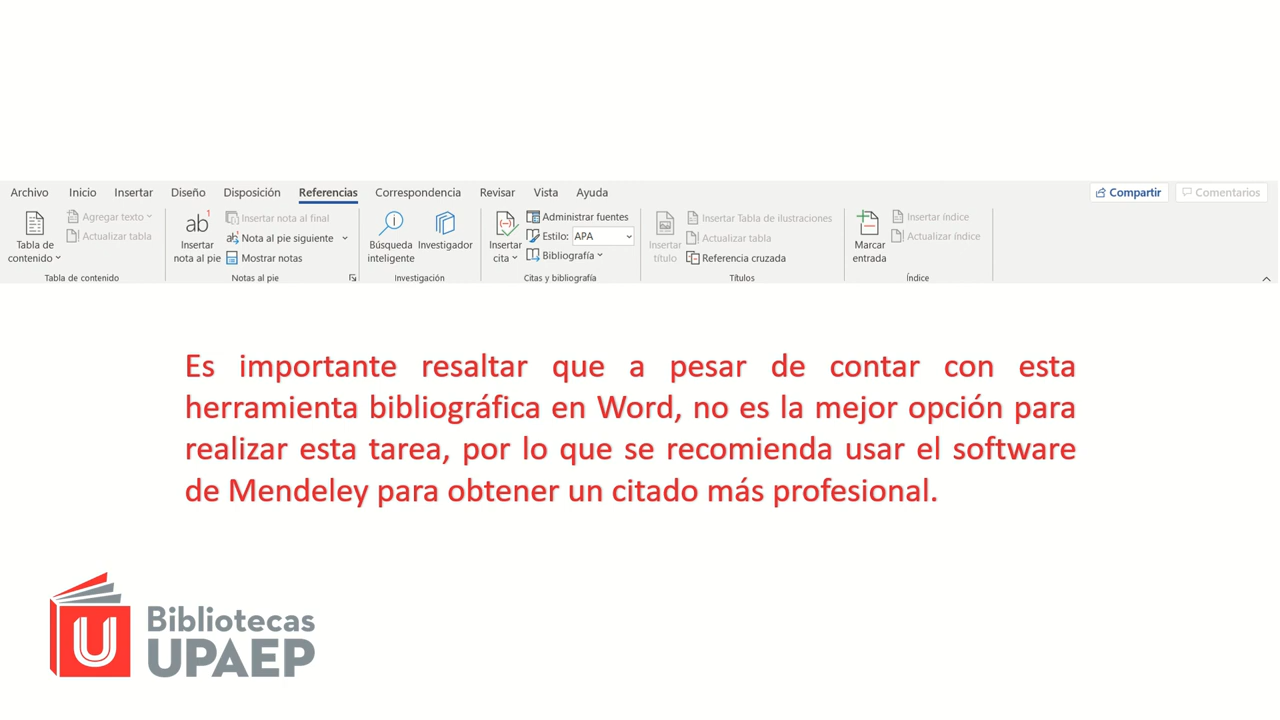 Archivo Inicio Insertar Diseño Disposición Referencias Correspondencia Revisar Vista Ayuda Compartir Comentarios
Tabla de contenido
Agregar texto
Actualizar tabla
Tabla de contenido
ab1
Insertar nota al pie
Insertar nota al final
ab1 Nota al pie siguiente
Mostrar notas
Notas al pie
Búsqueda inteligente
Investigador
Investigación
Insertar cita
Administrar fuentes
Estilo: APA
Bibliografía
Citas y bibliografía
Insertar título
Insertar Tabla de ilustraciones
Actualizar tabla
Referencia cruzada
Títulos
Marcar entrada
Insertar índice
Actualizar índice
Índice
Es importante resaltar que a pesar de contar con esta
herramienta bibliográfica en Word, no es la mejor opción para
realizar esta tarea, por lo que se recomienda usar el software
de Mendeley para obtener un citado más profesional.
U
Bibliotecas
UPAEP